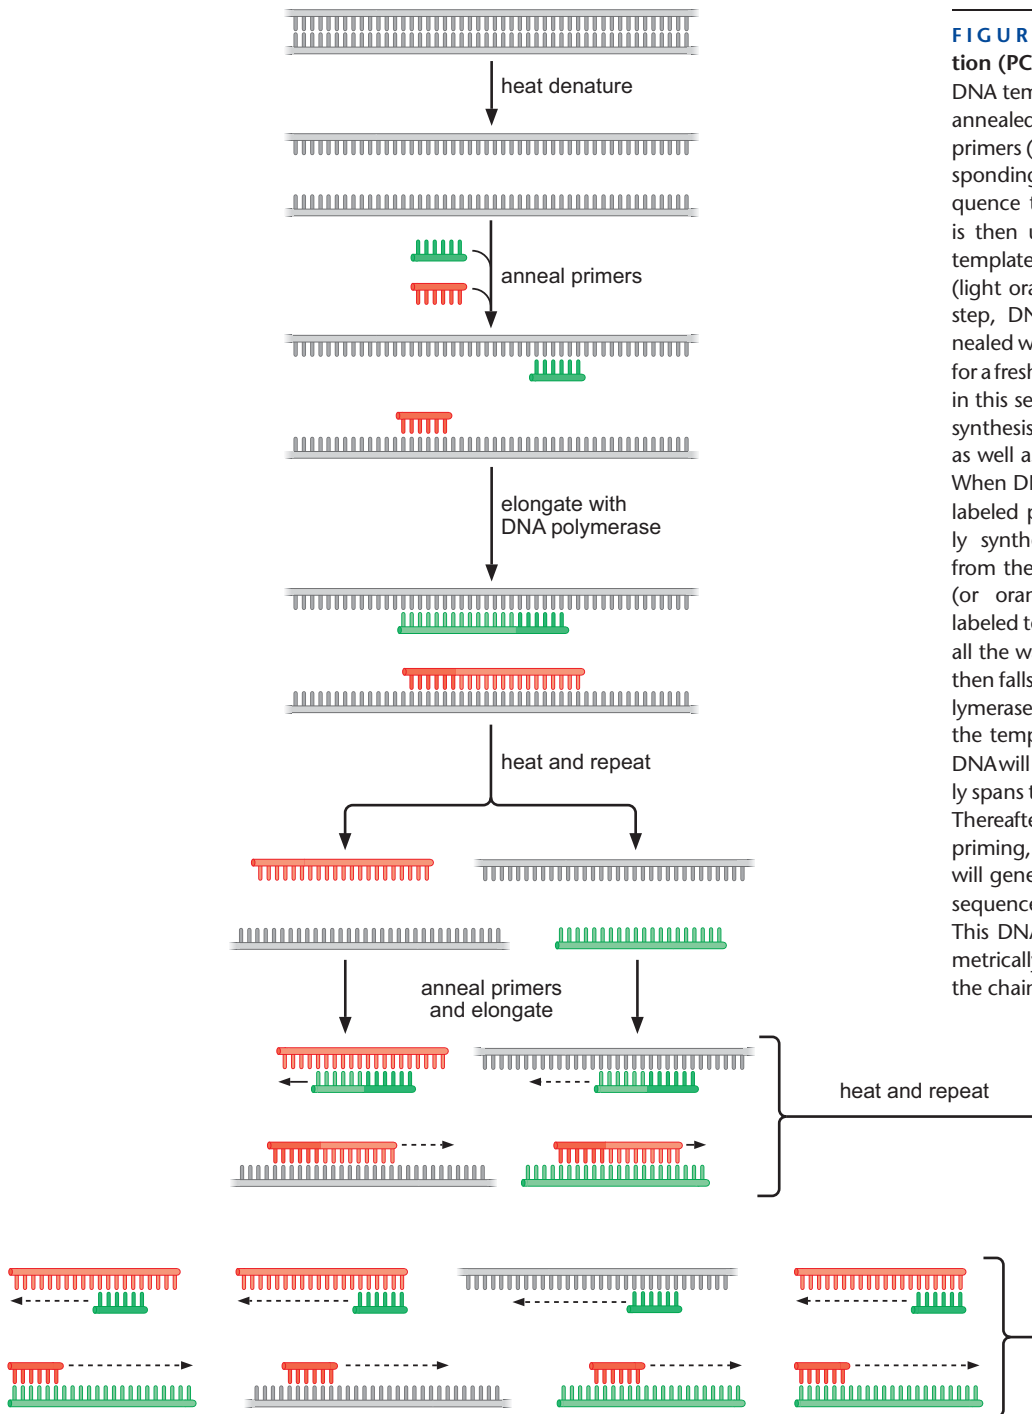 heat denature
anneal primers
elongate with
DNA polymerase
heat and repeat
anneal primers
and elongate
heat and repeat
FIGUR
tion (PC
DNA tem
annealed
primers (
sponding
quence t
is then u
template
(light ora
step, DN
nealed w
for a fresh
in this se
synthesis
as well a
When DN
labeled p
ly synthe
from the
(or oran
labeled te
all the w
then falls
lymerase
the temp
DNA will
ly spans t
Thereafte
priming,
will gene
sequence
This DNA
metrically
the chain